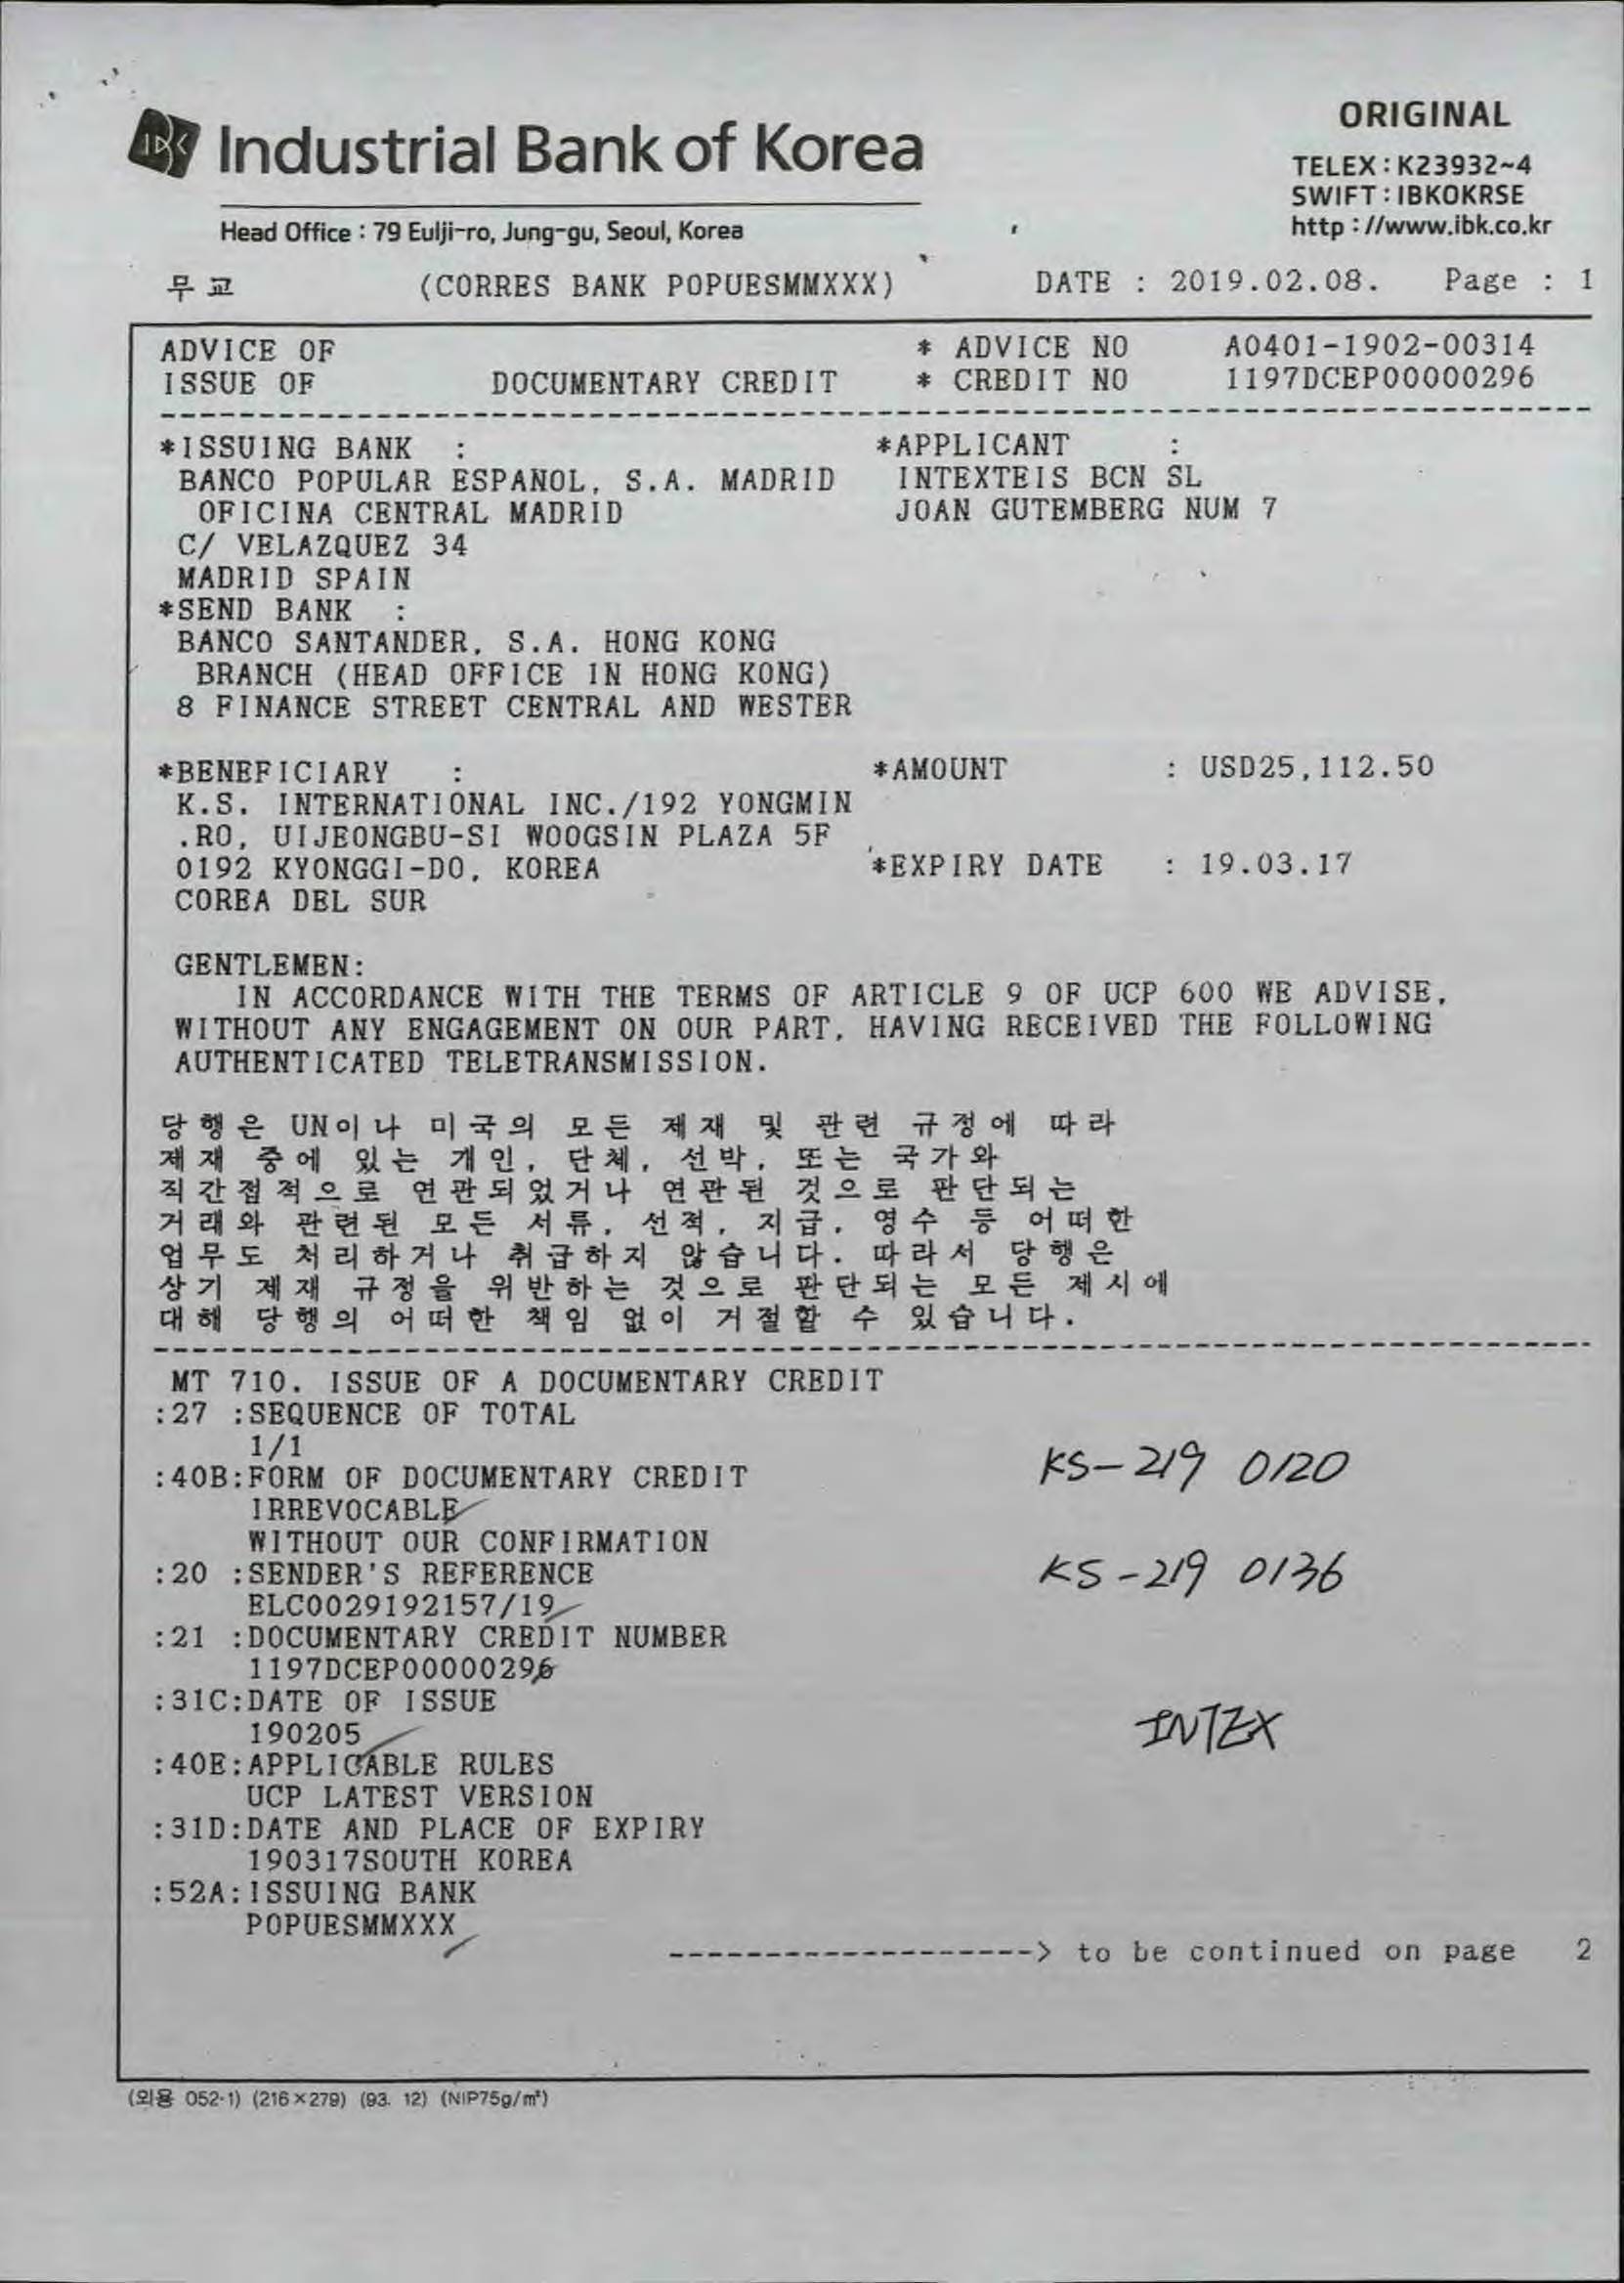 IBK Industrial Bank of Korea
ORIGINAL
TELEX : K23932~4
SWIFT : IBKOKRSE
http : //www.ibk.co.kr
Head Office : 79 Eulji-ro, Jung-gu, Seoul, Korea
무교 (CORRES BANK POPUESMMXXX) DATE : 2019.02.08. Page : 1
ADVICE OF * ADVICE NO A0401-1902-00314
ISSUE OF DOCUMENTARY CREDIT * CREDIT NO 1197DCEP00000296
*ISSUING BANK : *APPLICANT :
BANCO POPULAR ESPANOL, S.A. MADRID INTEXTEIS BCN SL
OFICINA CENTRAL MADRID JOAN GUTEMBERG NUM 7
C/ VELAZQUEZ 34
MADRID SPAIN
*SEND BANK :
BANCO SANTANDER, S.A. HONG KONG
BRANCH (HEAD OFFICE IN HONG KONG)
8 FINANCE STREET CENTRAL AND WESTER
*BENEFICIARY : *AMOUNT : USD25,112.50
K.S. INTERNATIONAL INC./192 YONGMIN
.RO, UIJEONGBU-SI WOOGSIN PLAZA 5F
0192 KYONGGI-DO, KOREA *EXPIRY DATE : 19.03.17
COREA DEL SUR
GENTLEMEN:
IN ACCORDANCE WITH THE TERMS OF ARTICLE 9 OF UCP 600 WE ADVISE,
WITHOUT ANY ENGAGEMENT ON OUR PART, HAVING RECEIVED THE FOLLOWING
AUTHENTICATED TELETRANSMISSION.
당행은 UN이나 미국의 모든 제재 및 관련 규정에 따라
제재 중에 있는 개인, 단체, 선박, 또는 국가와
직간접적으로 연관되었거나 연관된 것으로 판단되는
거래와 관련된 모든 서류, 선적, 지급, 영수 등 어떠한
업무도 처리하거나 취급하지 않습니다. 따라서 당행은
상기 제재 규정을 위반하는 것으로 판단되는 모든 제시에
대해 당행의 어떠한 책임 없이 거절할 수 있습니다.
MT 710. ISSUE OF A DOCUMENTARY CREDIT
:27 :SEQUENCE OF TOTAL
1/1
:40B:FORM OF DOCUMENTARY CREDIT
KS-219 0120
IRREVOCABLE
WITHOUT OUR CONFIRMATION
:20 :SENDER'S REFERENCE
KS-219 0136
ELC0029192157/19
:21 :DOCUMENTARY CREDIT NUMBER
1197DCEP00000296
:31C:DATE OF ISSUE
INTEX
190205
:40E:APPLICABLE RULES
UCP LATEST VERSION
:31D:DATE AND PLACE OF EXPIRY
190317SOUTH KOREA
:52A:ISSUING BANK
POPUESMMXXX
-------------------> to be continued on page 2
(외용 052-1) (216×279) (93. 12) (NIP75g/㎡)